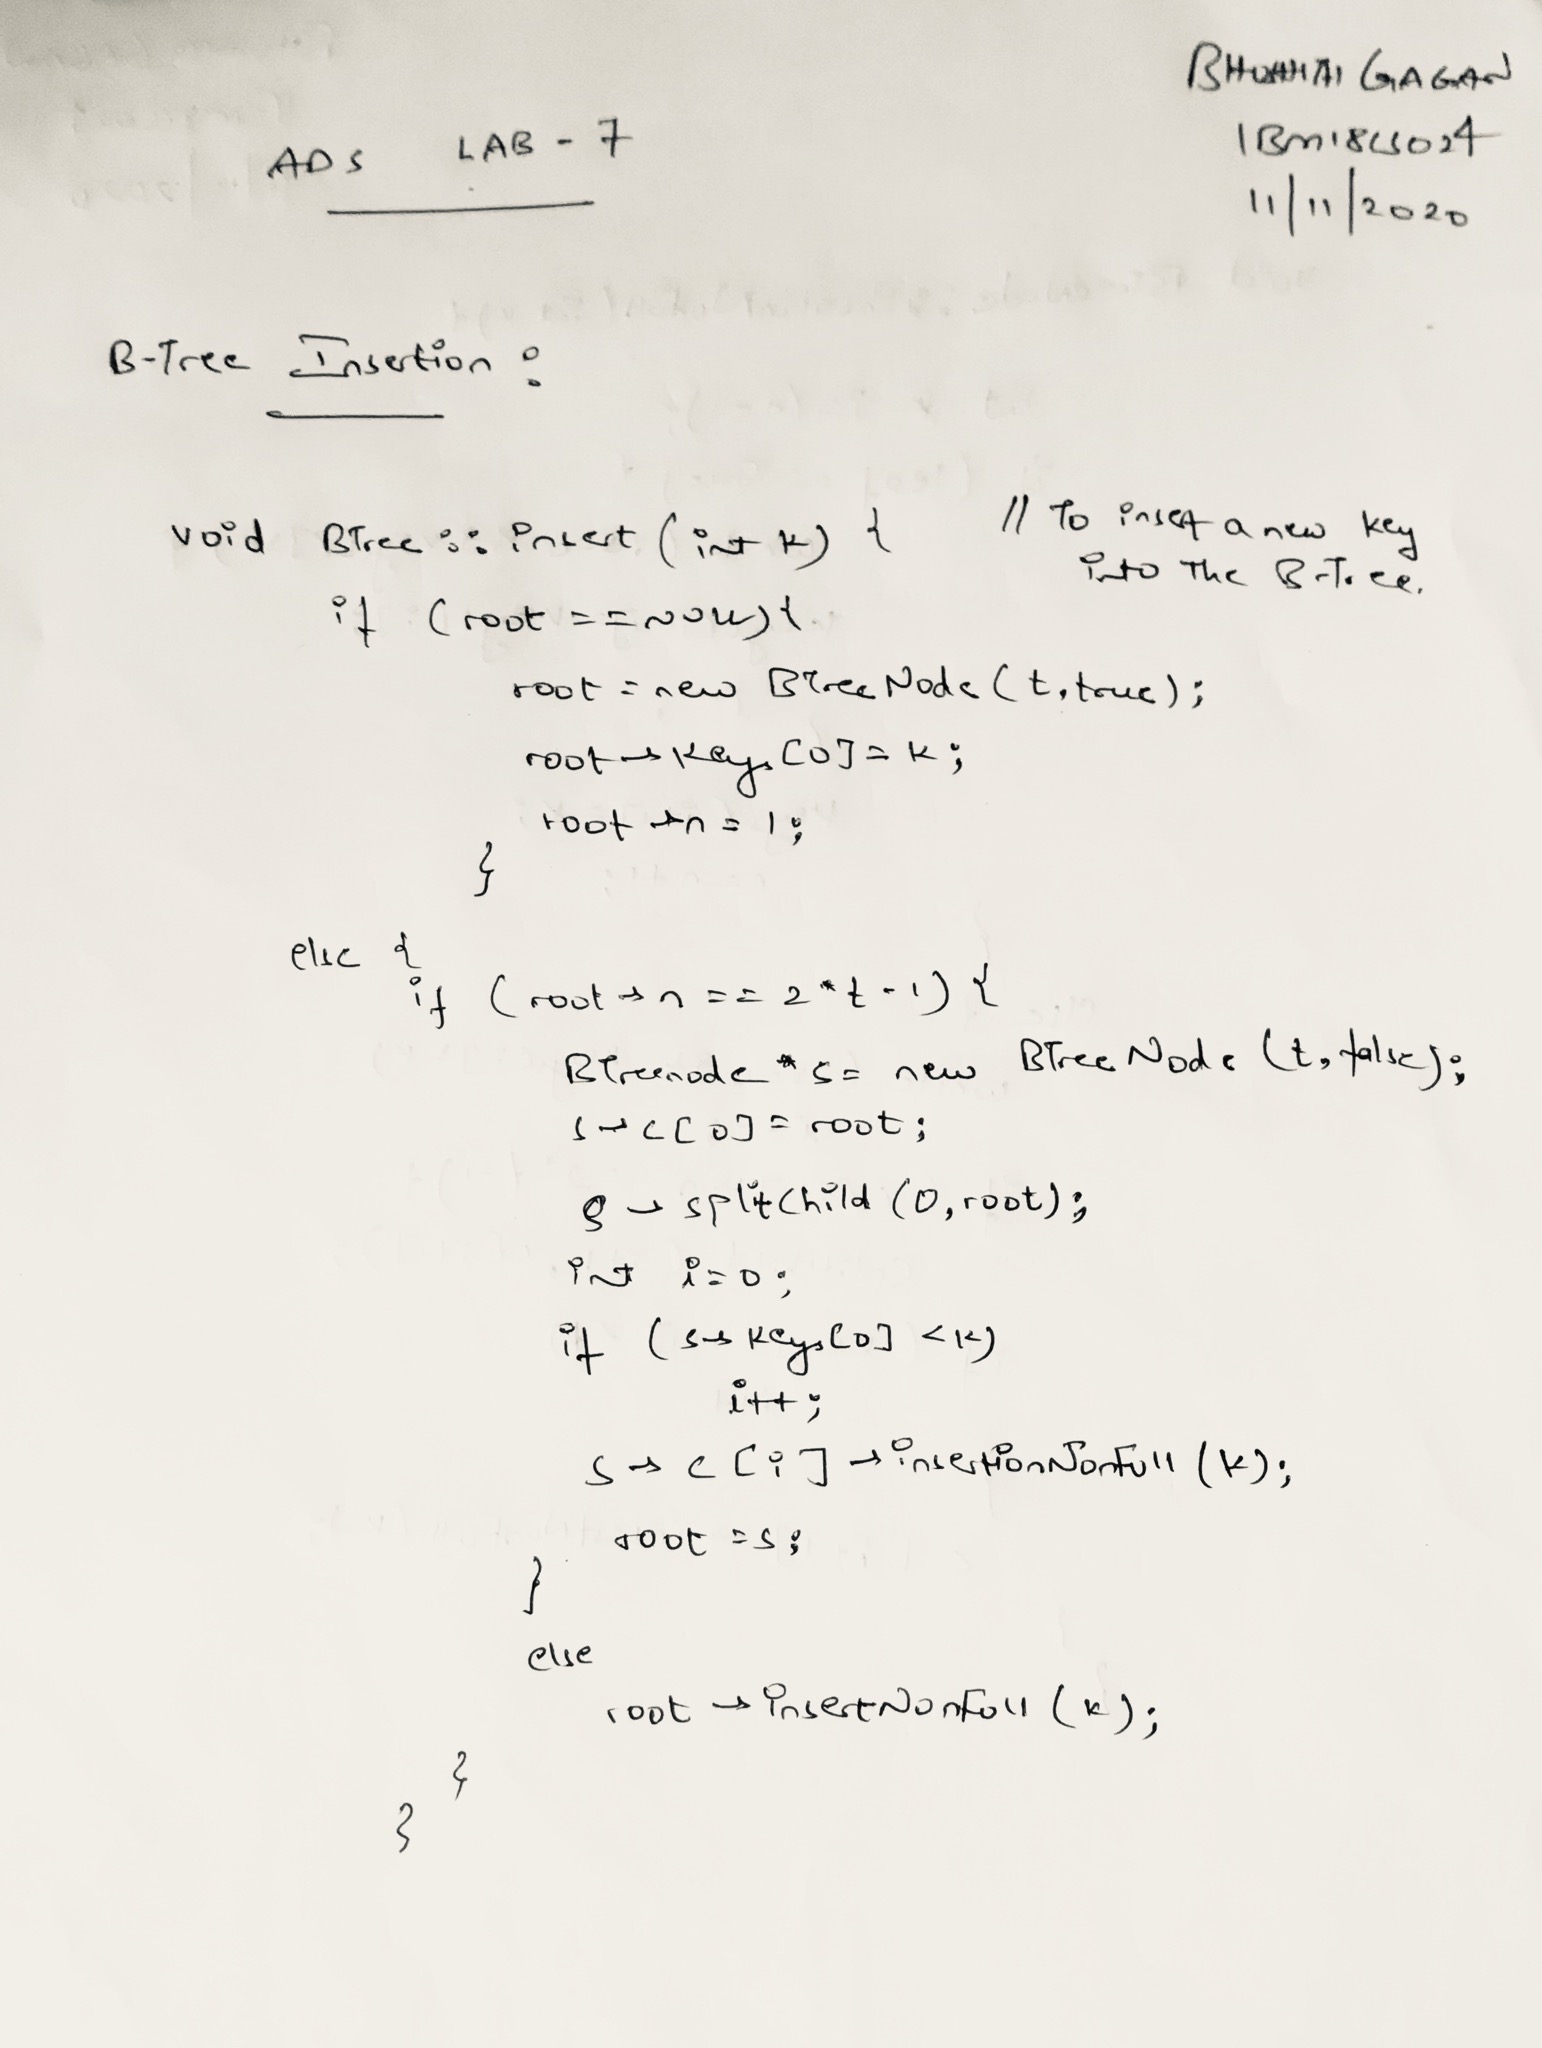 GAGAN
ADS LAB - 7
11/11/2020
B-Tree Insertion :
void BTree :: insert (int k) { // To insert a new key
into The B-Tree.
if (root == NULL) {
root = new BTreeNode (t, true);
root → keys [0] = k;
root → n = 1;
}
else {
if (root → n == 2*t-1) {
BTreenode * s = new BTreeNode (t, false);
s → c[0] = root;
s → splitchild (0, root);
int i=0;
if (s → keys[0] < k)
i++;
s → c[i] → insertionNonFull (k);
root = s;
}
else
root → insertNonFull (k);
}
}